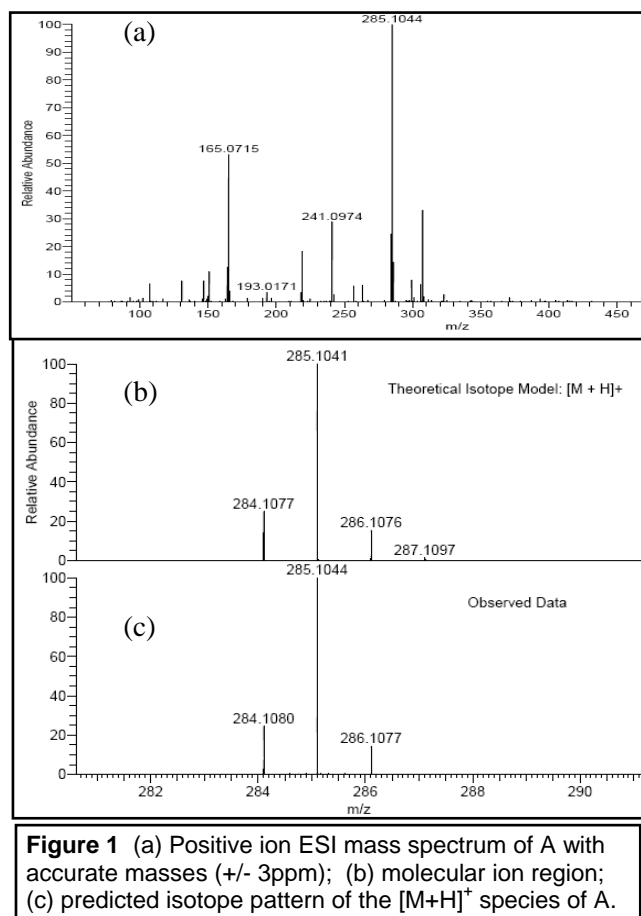 (a)
285.1044
100
90
80
70
60
50
40
30
20
10
0
Relative Abundance
165.0715
241.0974
193.0171
100 150 200 250 300 350 400 450
m/z
(b)
285.1041
100
80
60
40
20
0
Relative Abundance
Theoretical Isotope Model: [M + H]+
284.1077
286.1076
287.1097
(c)
285.1044
100
80
60
40
20
0
Observed Data
284.1080
286.1077
282 284 286 288 290
m/z
Figure 1 (a) Positive ion ESI mass spectrum of A with
accurate masses (+/- 3ppm); (b) molecular ion region;
(c) predicted isotope pattern of the [M+H]⁺ species of A.